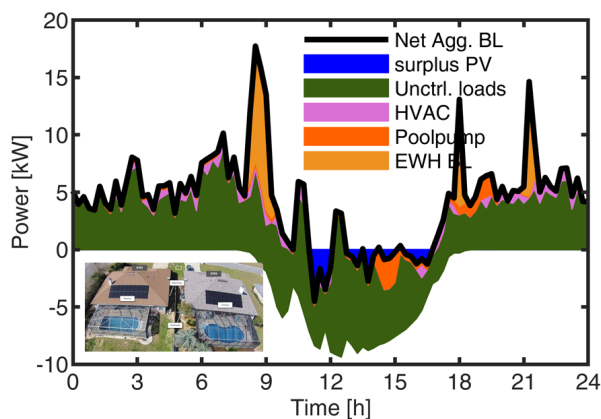 20
15
10
5
0
-5
-10
Power [kW]
Net Agg. BL
surplus PV
Unctrl. loads
HVAC
Poolpump
EWH BL
0 3 6 9 12 15 18 21 24
Time [h]